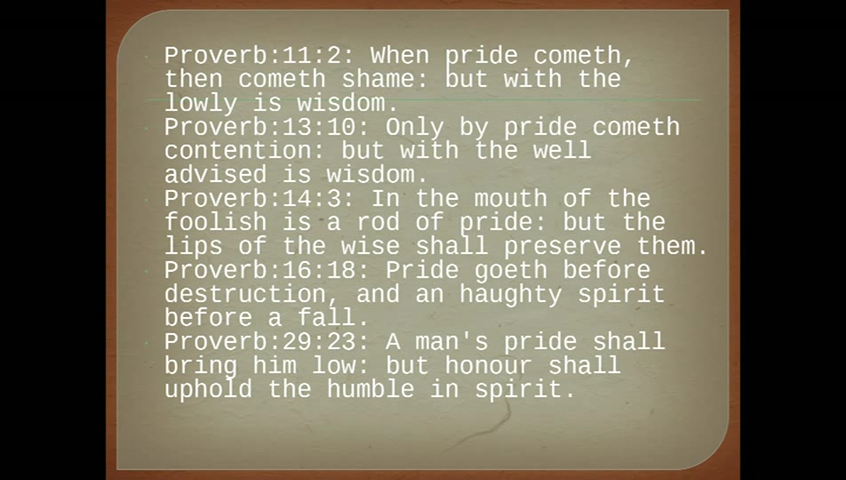 Proverb:11:2: When pride cometh,
then cometh shame: but with the
lowly is wisdom.
Proverb:13:10: Only by pride cometh
contention: but with the well
advised is wisdom.
Proverb:14:3: In the mouth of the
foolish is a rod of pride: but the
lips of the wise shall preserve them.
Proverb:16:18: Pride goeth before
destruction, and an haughty spirit
before a fall.
Proverb:29:23: A man's pride shall
bring him low: but honour shall
uphold the humble in spirit.